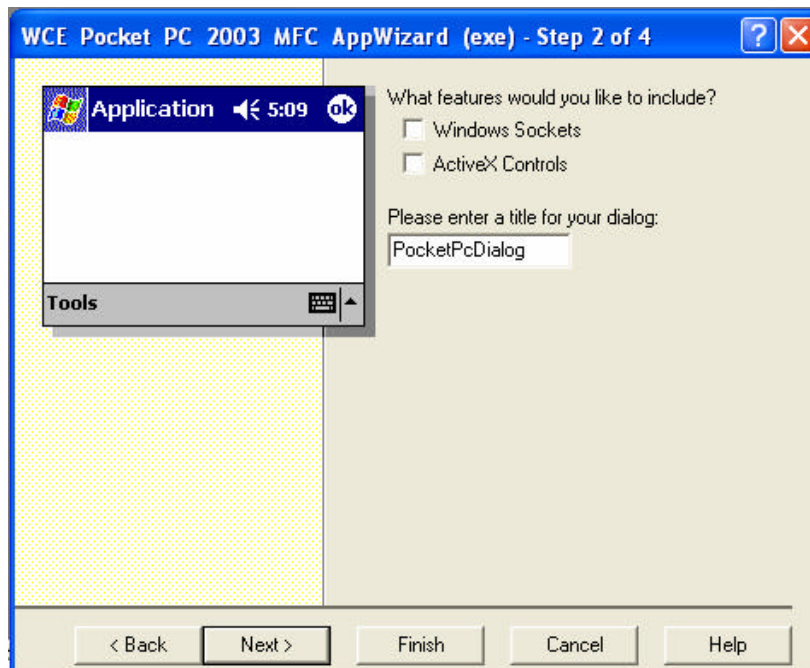 WCE Pocket PC 2003 MFC AppWizard (exe) - Step 2 of 4
Application 5:09 ok
Tools
What features would you like to include?
Windows Sockets
ActiveX Controls
Please enter a title for your dialog:
PocketPcDialog
< Back Next > Finish Cancel Help